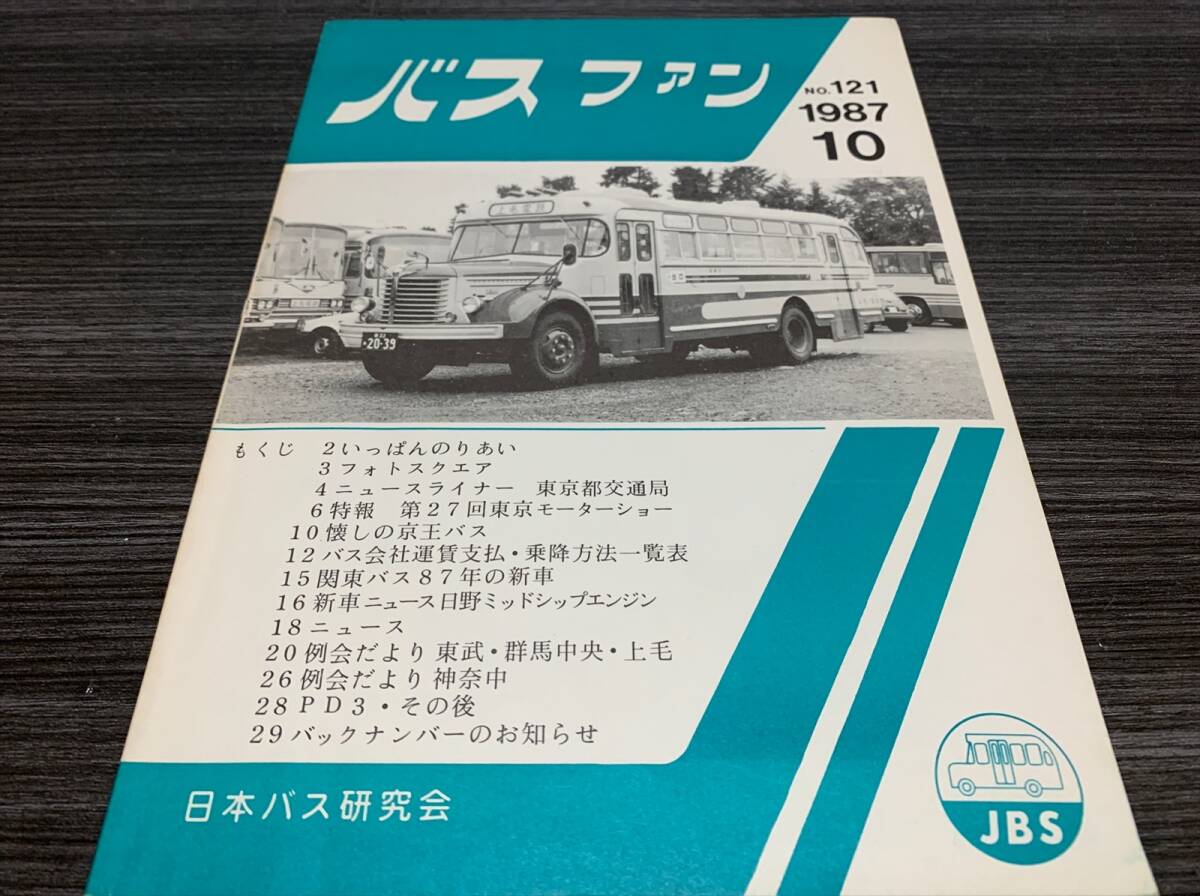 バスファン
NO.121
1987
10
上毛電鉄
20-39
もくじ 2いっぱんのりあい
3フォトスクエア
4ニュースライナー 東京都交通局
6特報 第27回東京モーターショー
10懐しの京王バス
12バス会社運賃支払・乗降方法一覧表
15関東バス87年の新車
16新車ニュース日野ミッドシップエンジン
18ニュース
20例会だより 東武・群馬中央・上毛
26例会だより 神奈中
28PD3・その後
29バックナンバーのお知らせ
日本バス研究会
JBS